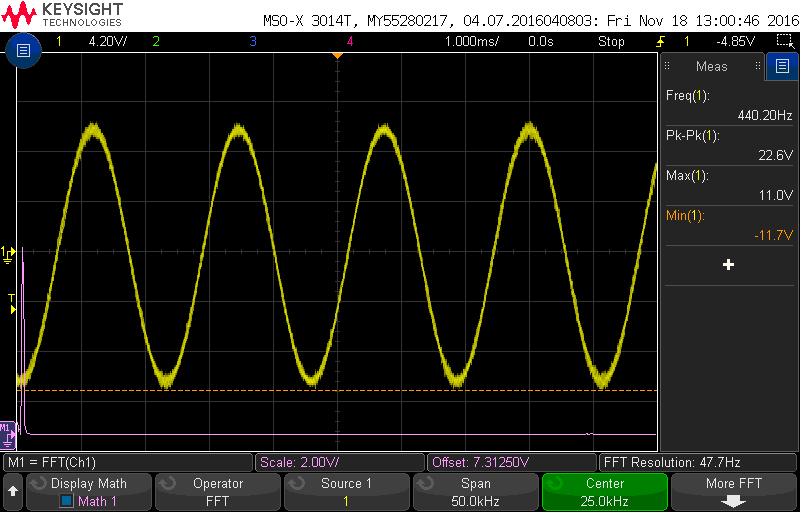 KEYSIGHT
TECHNOLOGIES
MSO-X 3014T, MY55280217, 04.07.2016040803: Fri Nov 18 13:00:46 2016
1 4.20V/ 2 3 4 1.000ms/ 0.0s Stop 1 -4.85V
Meas
Freq(1):
440.20Hz
Pk-Pk(1):
22.6V
Max(1):
11.0V
Min(1):
-11.7V
+
1
T
M1
M1 = FFT(Ch1) Scale: 2.00V/ Offset: 7.31250V FFT Resolution: 47.7Hz
Display Math Operator Source 1 Span Center More FFT
Math 1 FFT 1 50.0kHz 25.0kHz